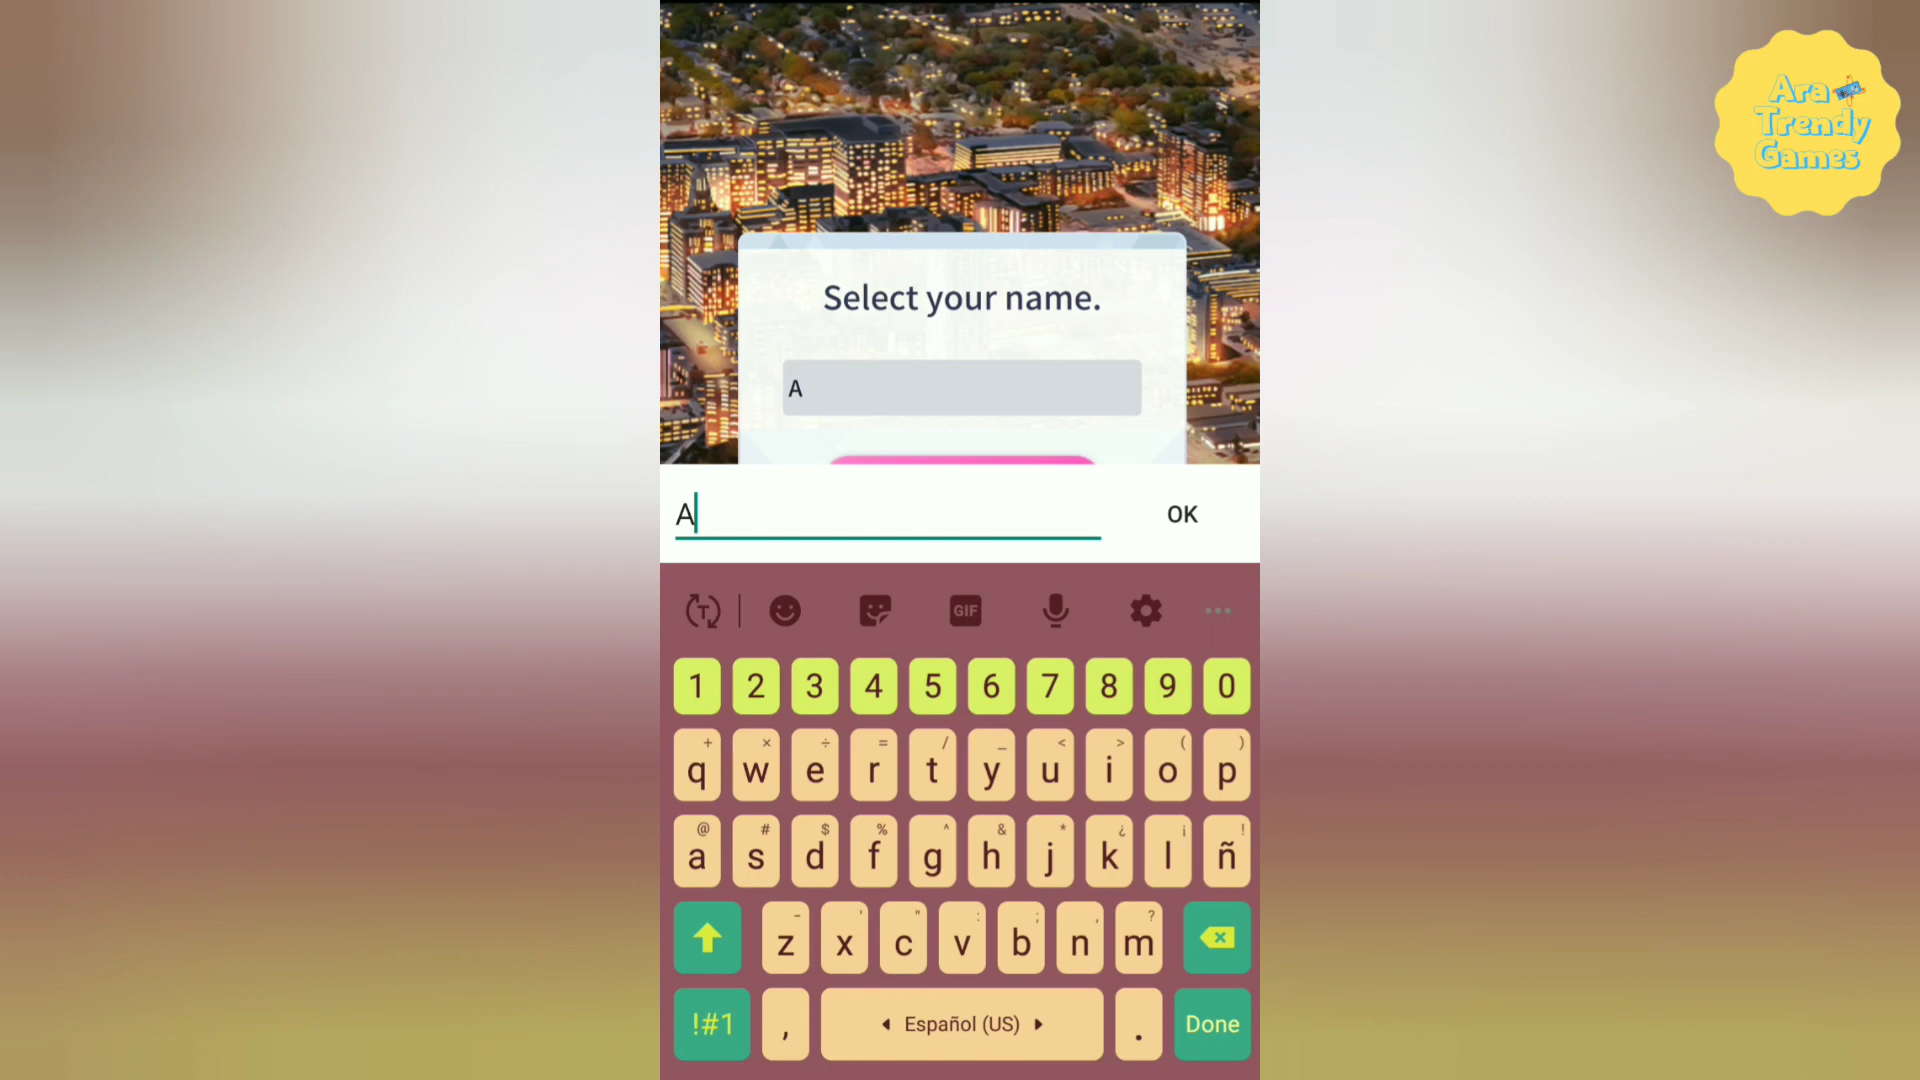 Ara
Trendy
Games
Select your name.
A
A
OK
T
GIF
1 2 3 4 5 6 7 8 9 0
+ × ÷ = / _ < > ( )
q w e r t y u i o p
@ # $ % ^ & * ¿ ¡ !
a s d f g h j k l ñ
- ' " : ; , ?
z x c v b n m
!#1 , Español (US) . Done